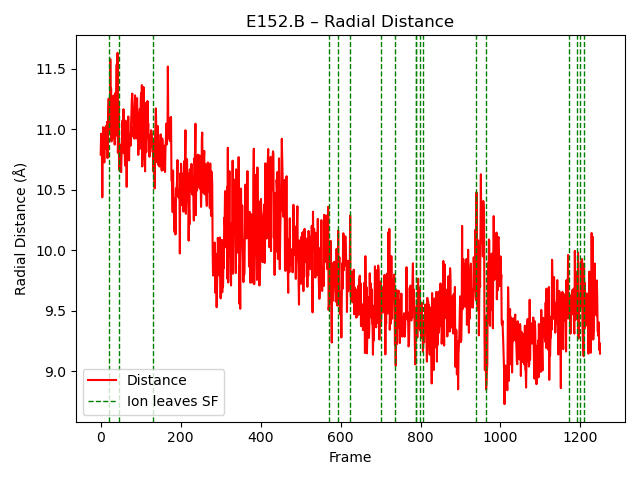 E152.B – Radial Distance
Radial Distance (Å)
11.5
11.0
10.5
10.0
9.5
9.0
Distance
Ion leaves SF
0
200
400
600
800
1000
1200
Frame